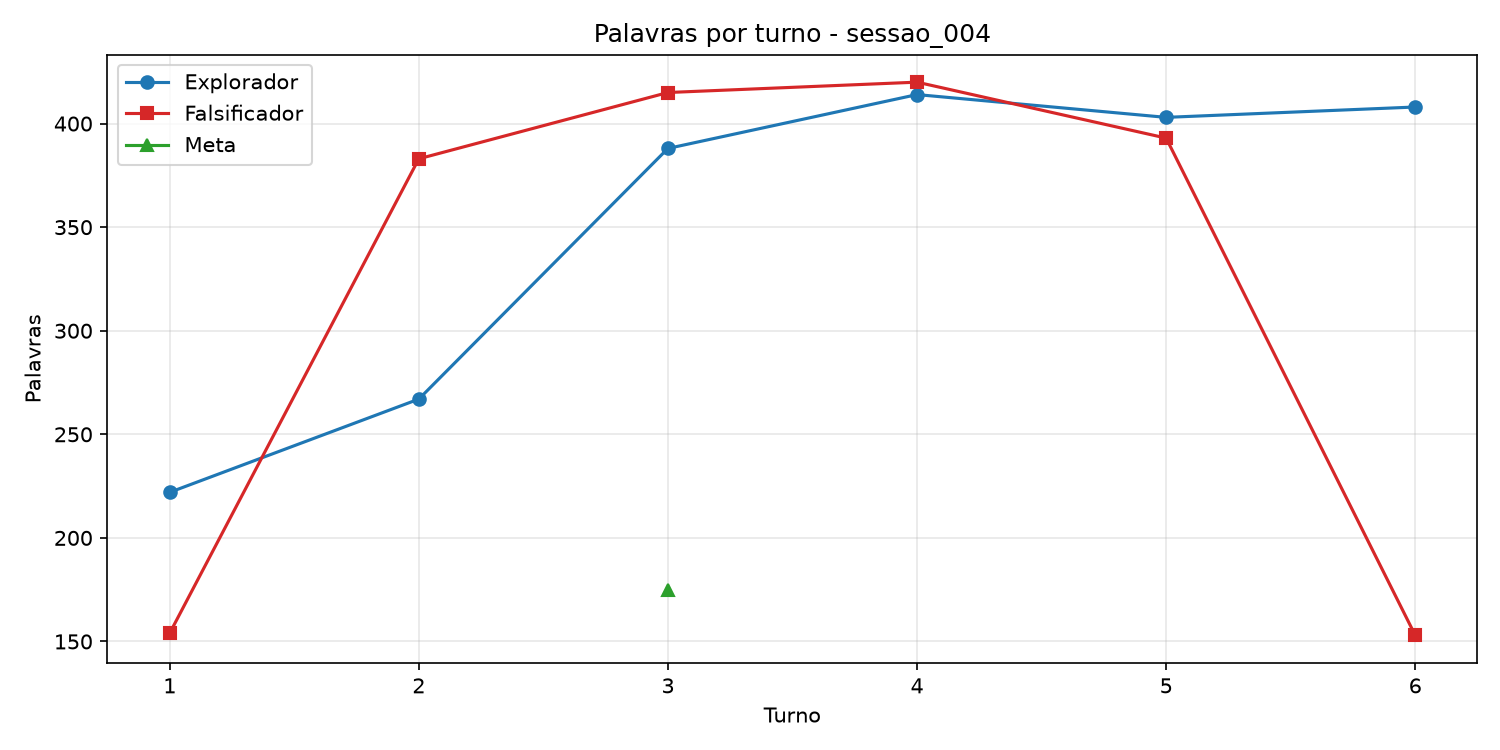 Palavras por turno - sessao_004
Explorador
Falsificador
Meta
400
350
300
250
200
150
Palavras
1 2 3 4 5 6
Turno